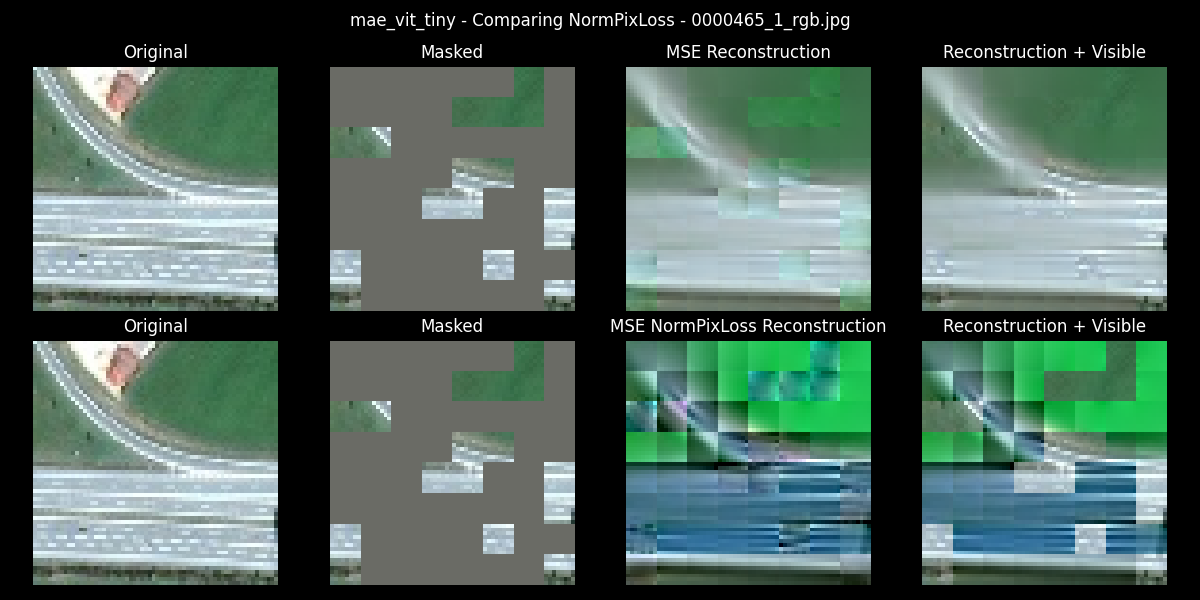 mae_vit_tiny - Comparing NormPixLoss - 0000465_1_rgb.jpg
Original
Masked
MSE Reconstruction
Reconstruction + Visible
Original
Masked
MSE NormPixLoss Reconstruction
Reconstruction + Visible